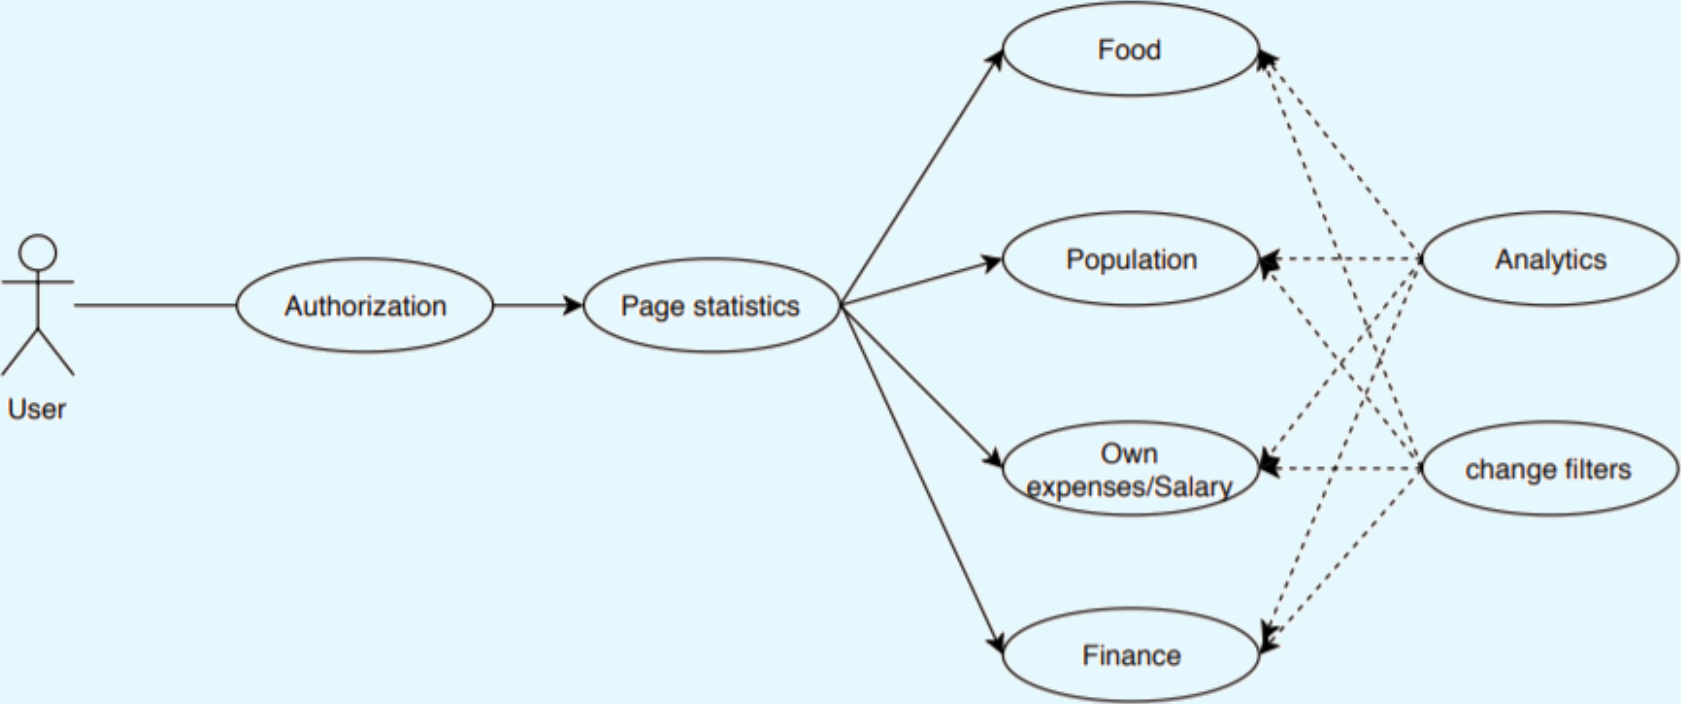 User
Authorization
Page statistics
Food
Population
Own
expenses/Salary
Finance
Analytics
change filters